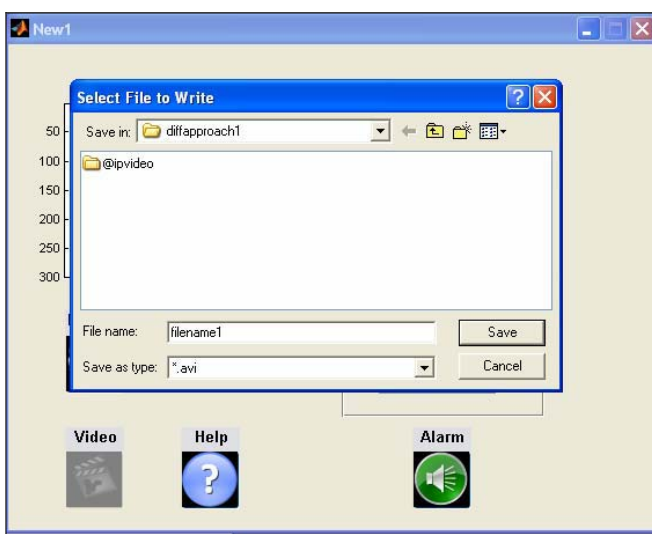 New1
Select File to Write
Save in: diffapproach1
@ipvideo
50
100
150
200
250
300
File name: filename1 Save
Save as type: *.avi Cancel
Video Help Alarm